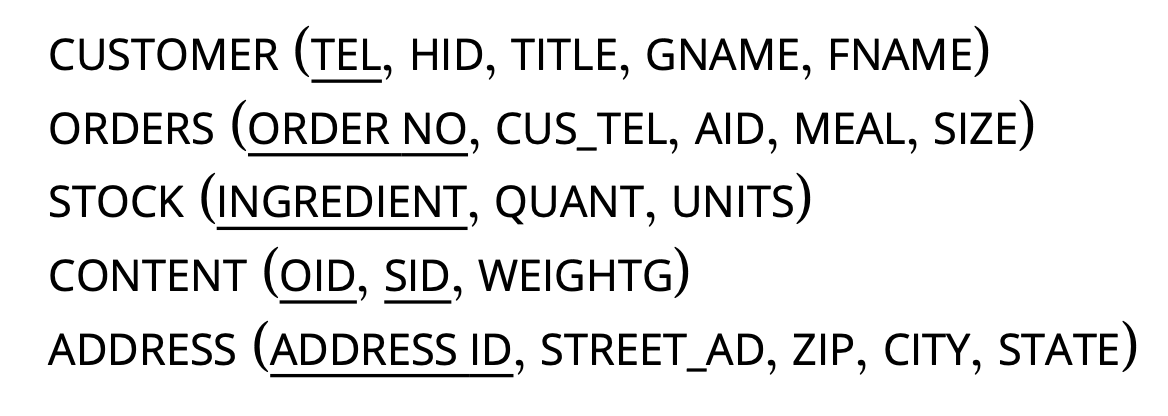 CUSTOMER (TEL, HID, TITLE, GNAME, FNAME)
ORDERS (ORDER NO, CUS_TEL, AID, MEAL, SIZE)
STOCK (INGREDIENT, QUANT, UNITS)
CONTENT (OID, SID, WEIGHTG)
ADDRESS (ADDRESS ID, STREET_AD, ZIP, CITY, STATE)